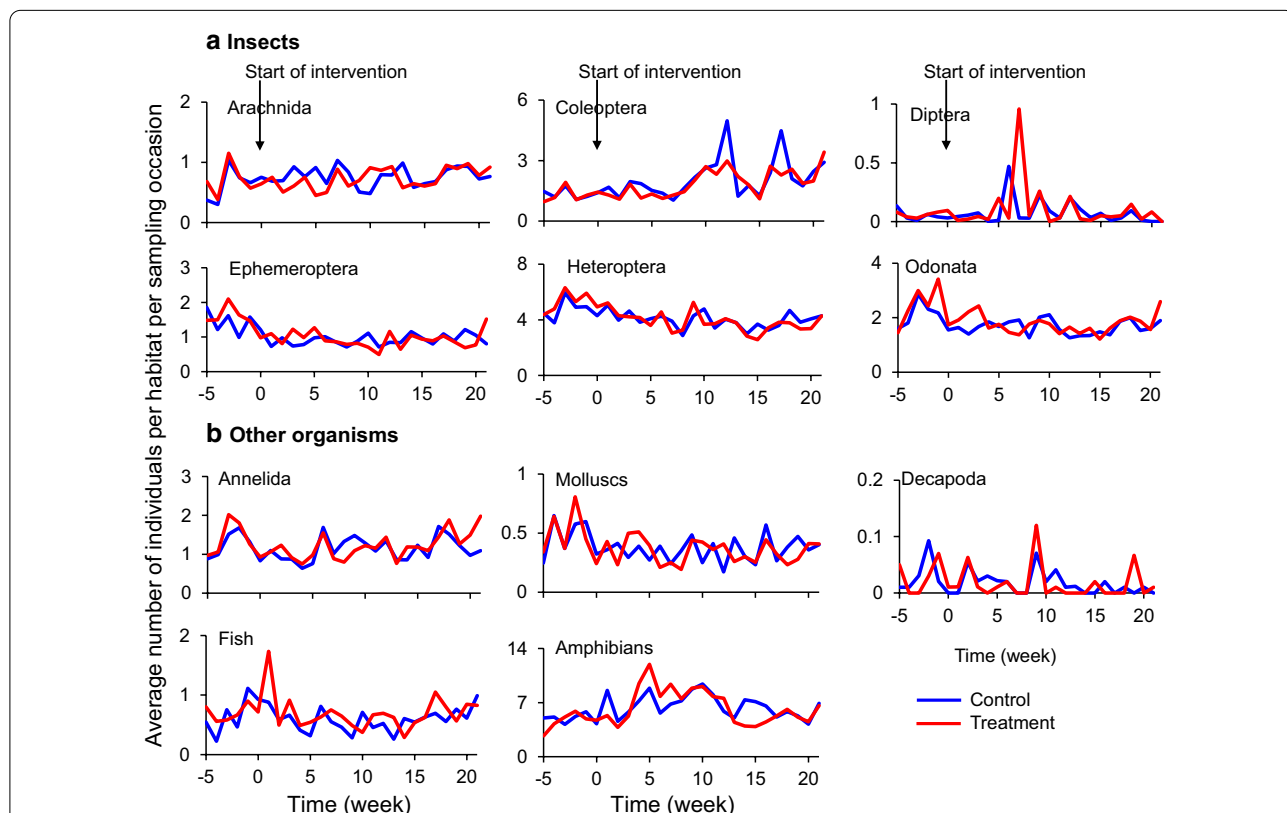 a Insects
Start of intervention Start of intervention Start of intervention
Average number of individuals per habitat per sampling occasion
Arachnida
2
1
0
Coleoptera
6
3
0
Diptera
1
0.5
0
Ephemeroptera
3
2
1
0
-5 0 5 10 15 20
Heteroptera
8
4
0
-5 0 5 10 15 20
Odonata
4
2
0
-5 0 5 10 15 20
b Other organisms
Annelida
3
2
1
0
Molluscs
1
0.5
0
Decapoda
0.2
0.1
0
-5 0 5 10 15 20
Time (week)
Fish
2
1
0
-5 0 5 10 15 20
Time (week)
Amphibians
14
7
0
-5 0 5 10 15 20
Time (week)
Control
Treatment